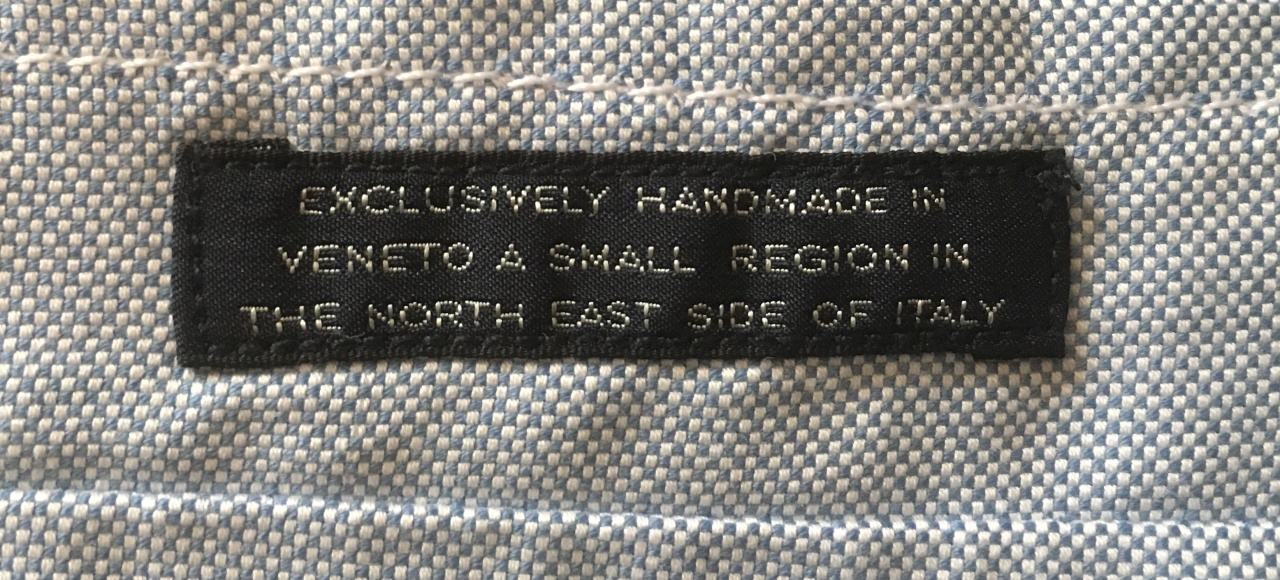 EXCLUSIVELY HANDMADE IN
VENETO A SMALL REGION IN
THE NORTH EAST SIDE OF ITALY